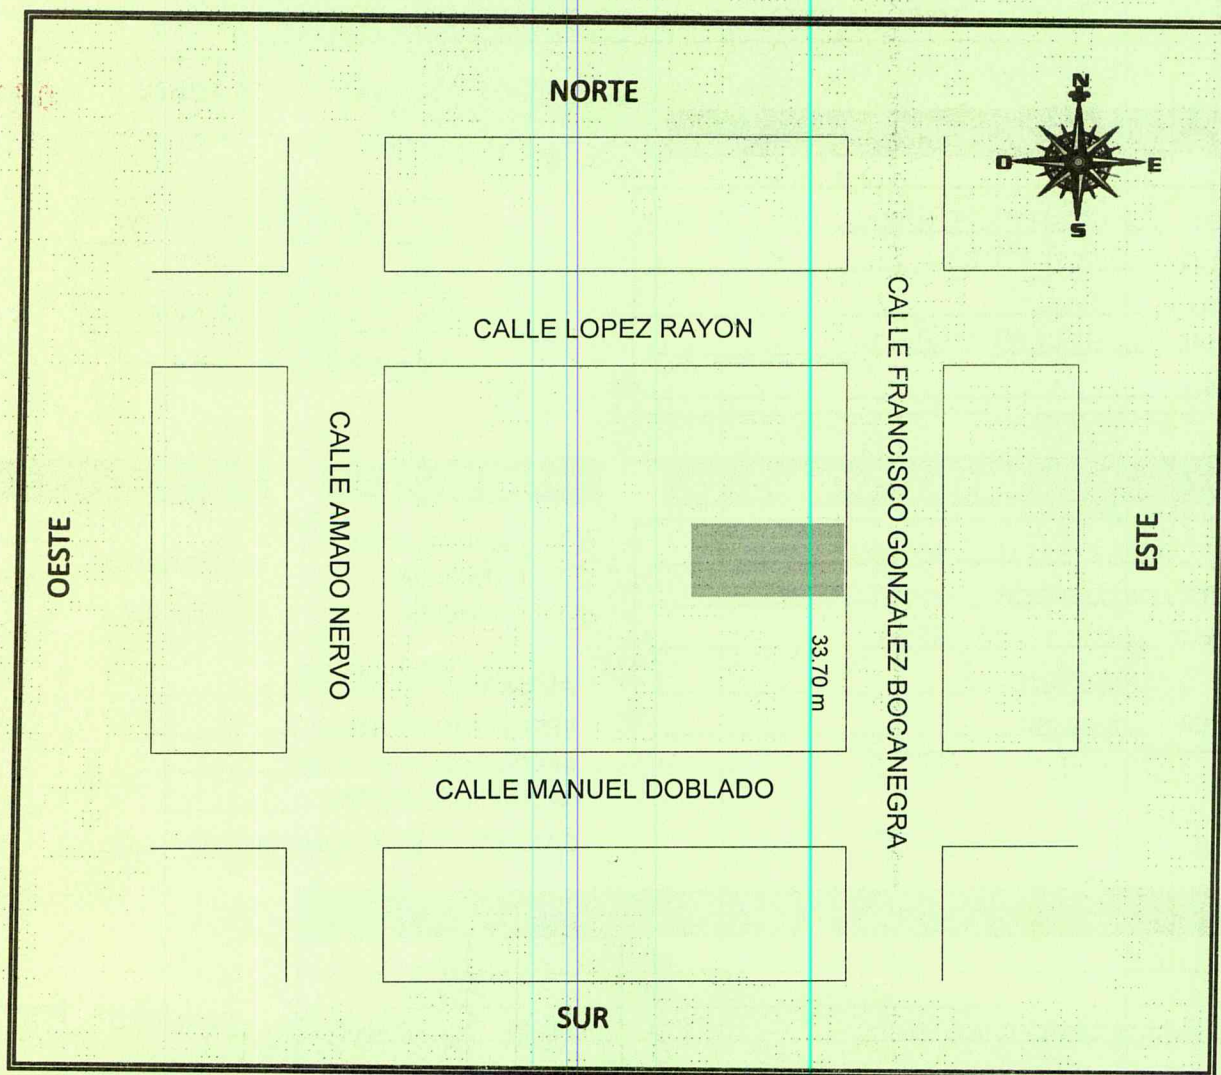 NORTE
N
O
E
S
CALLE LOPEZ RAYON
CALLE FRANCISCO GONZALEZ BOCANEGRA
CALLE AMADO NERVO
OESTE
ESTE
33.70 m
CALLE MANUEL DOBLADO
SUR